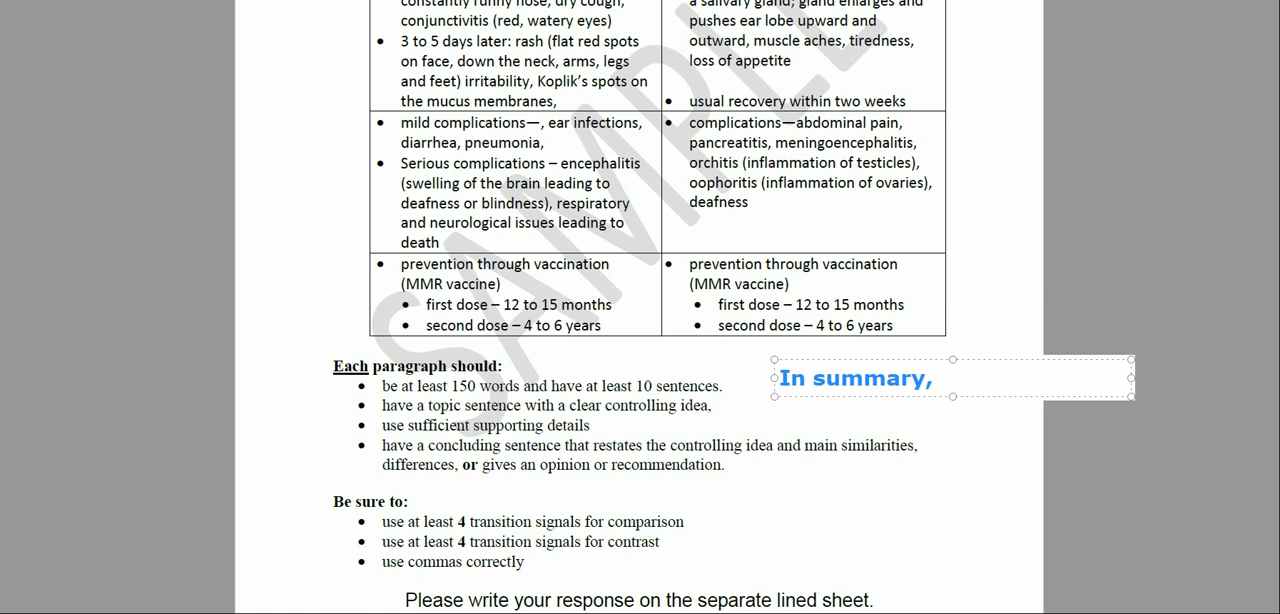 constantly runny nose, dry cough,
conjunctivitis (red, watery eyes)
• 3 to 5 days later: rash (flat red spots
on face, down the neck, arms, legs
and feet) irritability, Koplik's spots on
the mucus membranes,
a salivary gland; gland enlarges and
pushes ear lobe upward and
outward, muscle aches, tiredness,
loss of appetite
• usual recovery within two weeks
• mild complications—, ear infections,
diarrhea, pneumonia,
• Serious complications – encephalitis
(swelling of the brain leading to
deafness or blindness), respiratory
and neurological issues leading to
death
• complications—abdominal pain,
pancreatitis, meningoencephalitis,
orchitis (inflammation of testicles),
oophoritis (inflammation of ovaries),
deafness
• prevention through vaccination
(MMR vaccine)
• first dose – 12 to 15 months
• second dose – 4 to 6 years
• prevention through vaccination
(MMR vaccine)
• first dose – 12 to 15 months
• second dose – 4 to 6 years
SAMPLE
Each paragraph should:
• be at least 150 words and have at least 10 sentences.
• have a topic sentence with a clear controlling idea,
• use sufficient supporting details
• have a concluding sentence that restates the controlling idea and main similarities,
differences, or gives an opinion or recommendation.
In summary,
Be sure to:
• use at least 4 transition signals for comparison
• use at least 4 transition signals for contrast
• use commas correctly
Please write your response on the separate lined sheet.